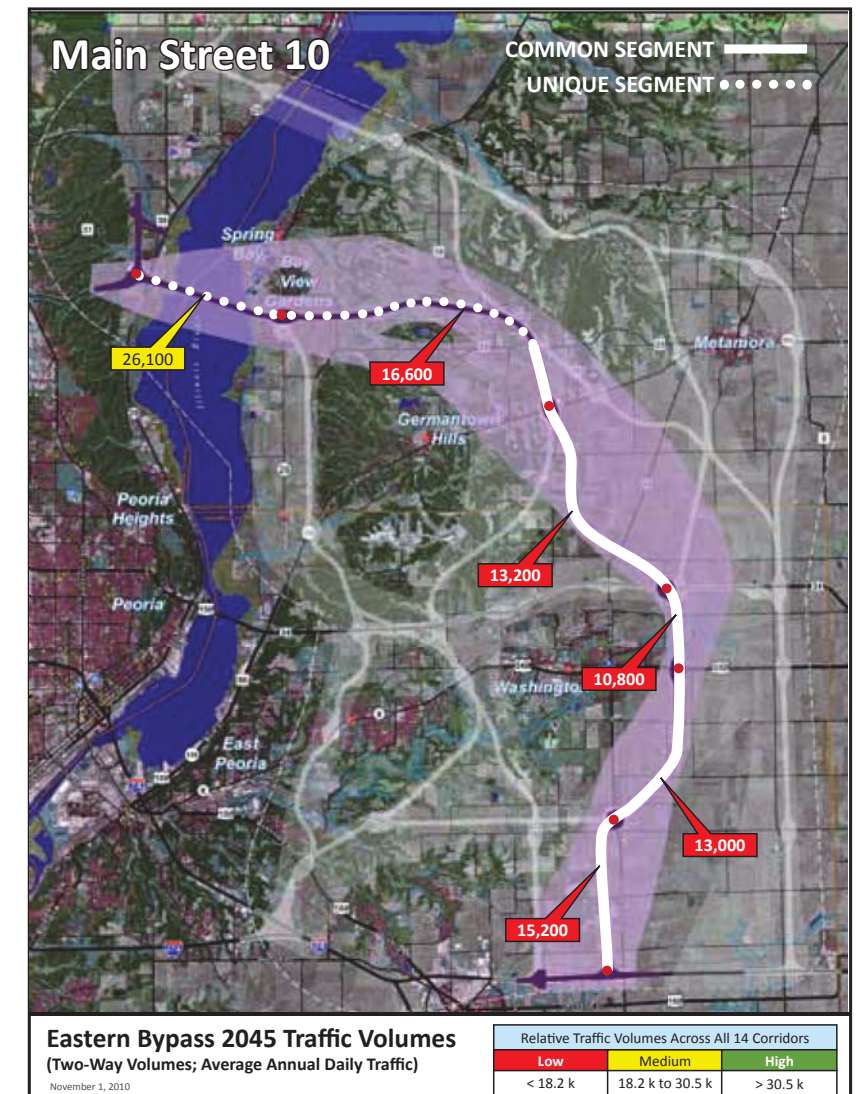 Main Street 10
COMMON SEGMENT
UNIQUE SEGMENT
Spring
Bay
Bay
View
Gardens
26,100
16,600
Metamora
Germantown
Hills
Peoria
Heights
13,200
Peoria
10,800
Washington
East
Peoria
13,000
15,200
Eastern Bypass 2045 Traffic Volumes
(Two-Way Volumes; Average Annual Daily Traffic)
November 1, 2010
Relative Traffic Volumes Across All 14 Corridors
Low Medium High
< 18.2 k 18.2 k to 30.5 k > 30.5 k